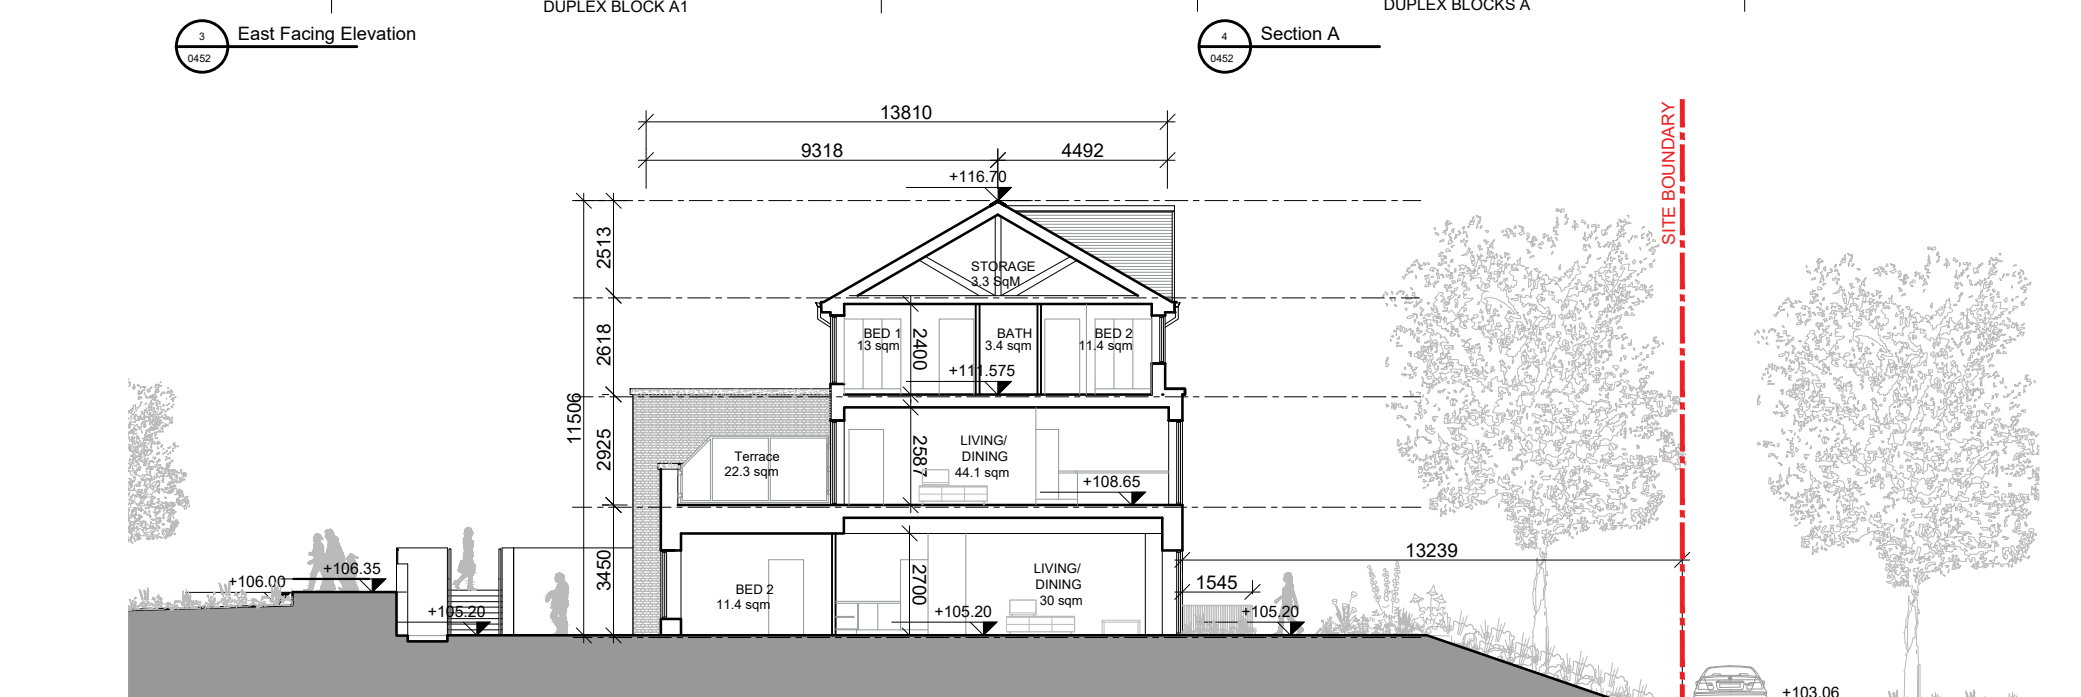 DUPLEX BLOCK A1
DUPLEX BLOCKS A
3
0452
East Facing Elevation
4
0452
Section A
13810
9318
4492
+116.70
SITE BOUNDARY
2513
STORAGE
3.3 SqM
2618
BED 1
13 sqm
2400
BATH
3.4 sqm
BED 2
11.4 sqm
+111.575
11506
2925
Terrace
22.3 sqm
2587
LIVING/
DINING
44.1 sqm
+108.65
13239
3450
+106.00
+106.35
+105.20
BED 2
11.4 sqm
2700
+105.20
LIVING/
DINING
30 sqm
1545
+105.20
+103.06